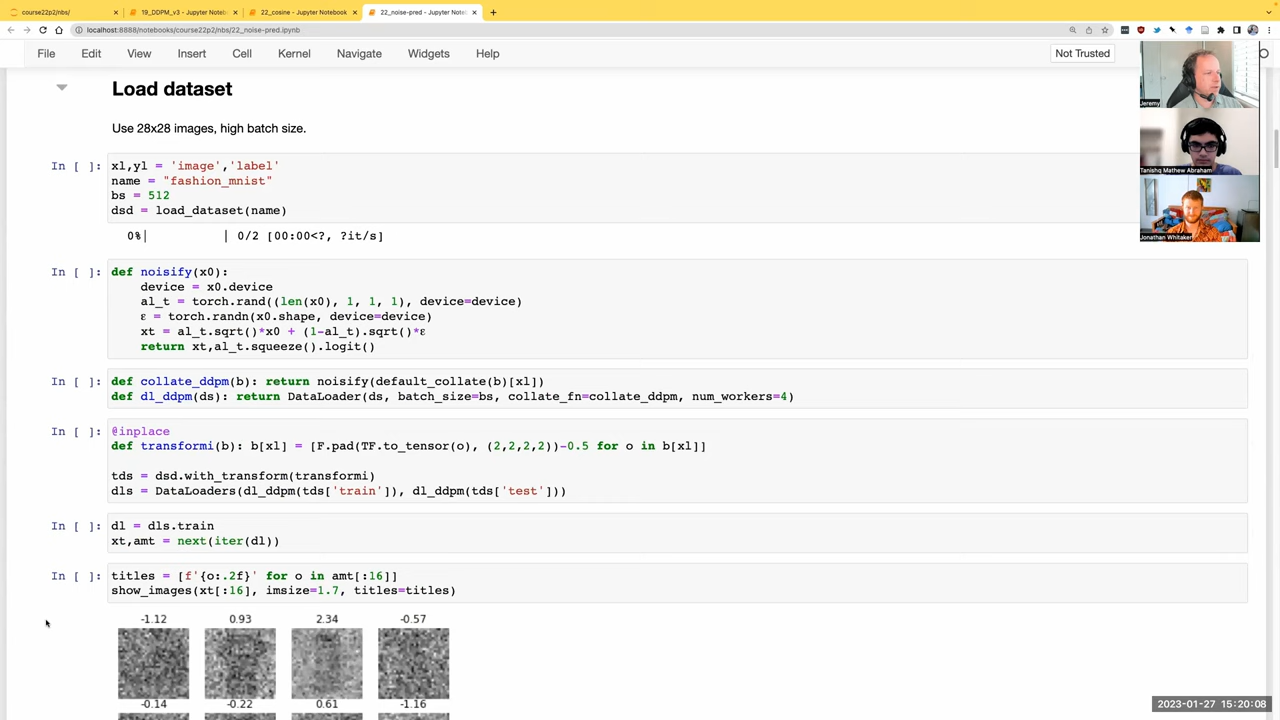 course22p2/nbs/
19_DDPM_v3 - Jupyter Noteb
22_cosine - Jupyter Notebook
22_noise-pred - Jupyter Note
localhost:8888/notebooks/course22p2/nbs/22_noise-pred.ipynb
File Edit View Insert Cell Kernel Navigate Widgets Help Not Trusted
Jeremy
Tanishq Mathew Abraham
Jonathan Whitaker
Load dataset
Use 28x28 images, high batch size.
In [ ]: xl,yl = 'image','label'
name = "fashion_mnist"
bs = 512
dsd = load_dataset(name)
0%| | 0/2 [00:00<?, ?it/s]
In [ ]: def noisify(x0):
device = x0.device
al_t = torch.rand((len(x0), 1, 1, 1), device=device)
ε = torch.randn(x0.shape, device=device)
xt = al_t.sqrt()*x0 + (1-al_t).sqrt()*ε
return xt,al_t.squeeze().logit()
In [ ]: def collate_ddpm(b): return noisify(default_collate(b)[xl])
def dl_ddpm(ds): return DataLoader(ds, batch_size=bs, collate_fn=collate_ddpm, num_workers=4)
In [ ]: @inplace
def transformi(b): b[xl] = [F.pad(TF.to_tensor(o), (2,2,2,2))-0.5 for o in b[xl]]
tds = dsd.with_transform(transformi)
dls = DataLoaders(dl_ddpm(tds['train']), dl_ddpm(tds['test']))
In [ ]: dl = dls.train
xt,amt = next(iter(dl))
In [ ]: titles = [f'{o:.2f}' for o in amt[:16]]
show_images(xt[:16], imsize=1.7, titles=titles)
-1.12 0.93 2.34 -0.57
-0.14 -0.22 0.61 -1.16
2023-01-27 15:20:08